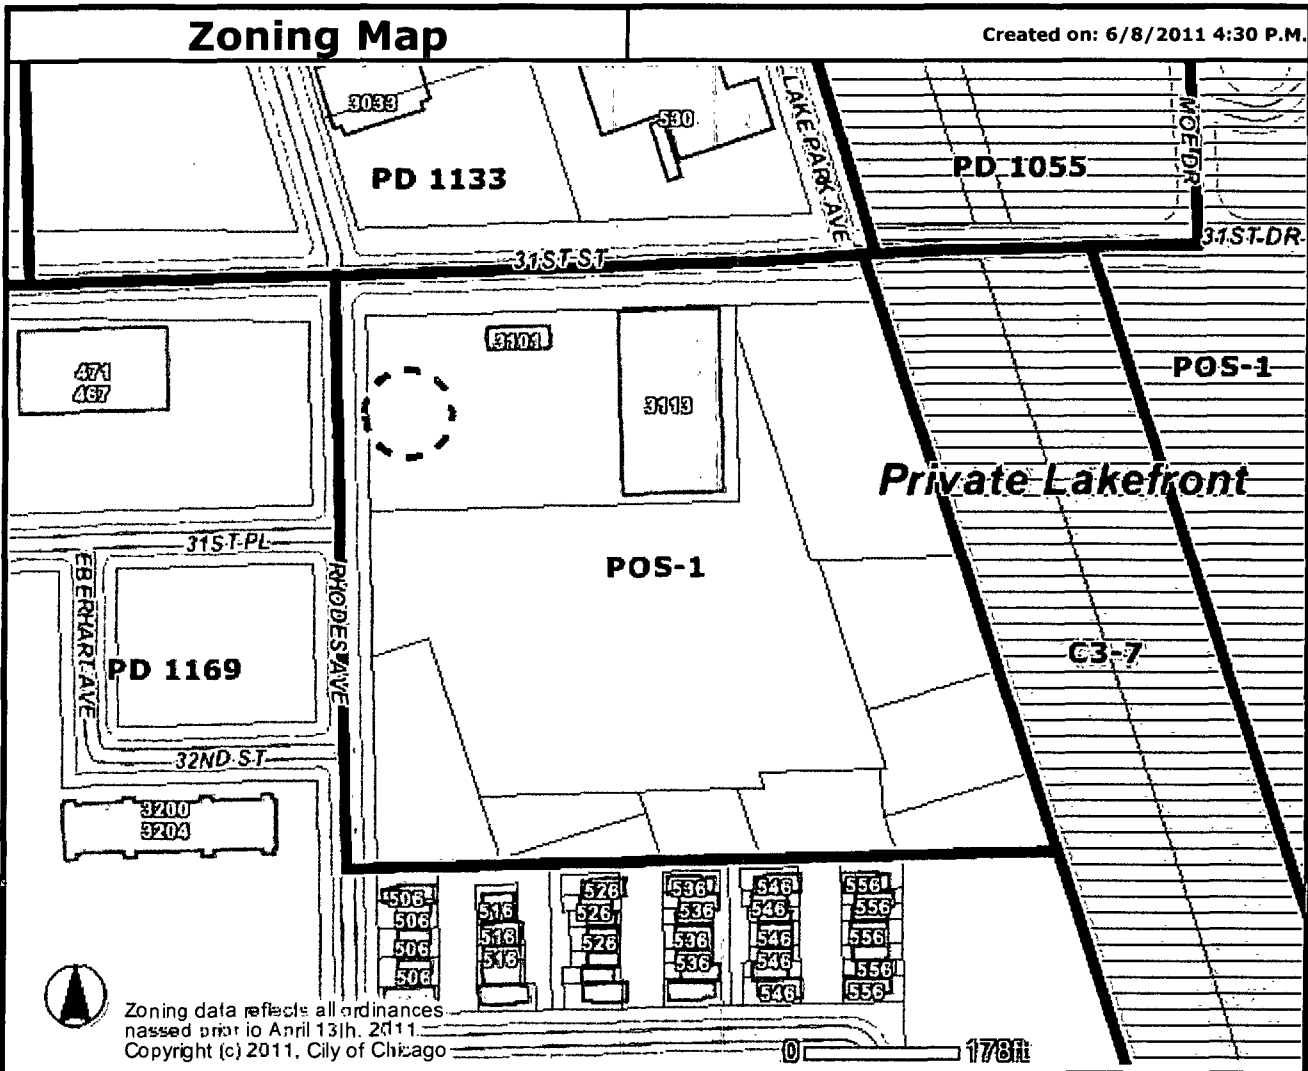 Zoning Map
Created on: 6/8/2011 4:30 P.M.
3033
530
LAKE PARK AVE
MOE DR
PD 1133
PD 1055
31ST ST
31ST DR
3101
471
467
3113
POS-1
Private Lakefront
31ST PL
EBERHART AVE
RHODES AVE
POS-1
PD 1169
C3-7
32ND ST
3200
3204
506
516
526
536
546
556
506
516
526
536
546
556
506
516
526
536
546
556
506
536
546
556
546
556
Zoning data reflects all ordinances
passed prior to April 13th, 2011.
Copyright (c) 2011, City of Chicago
0 178ft